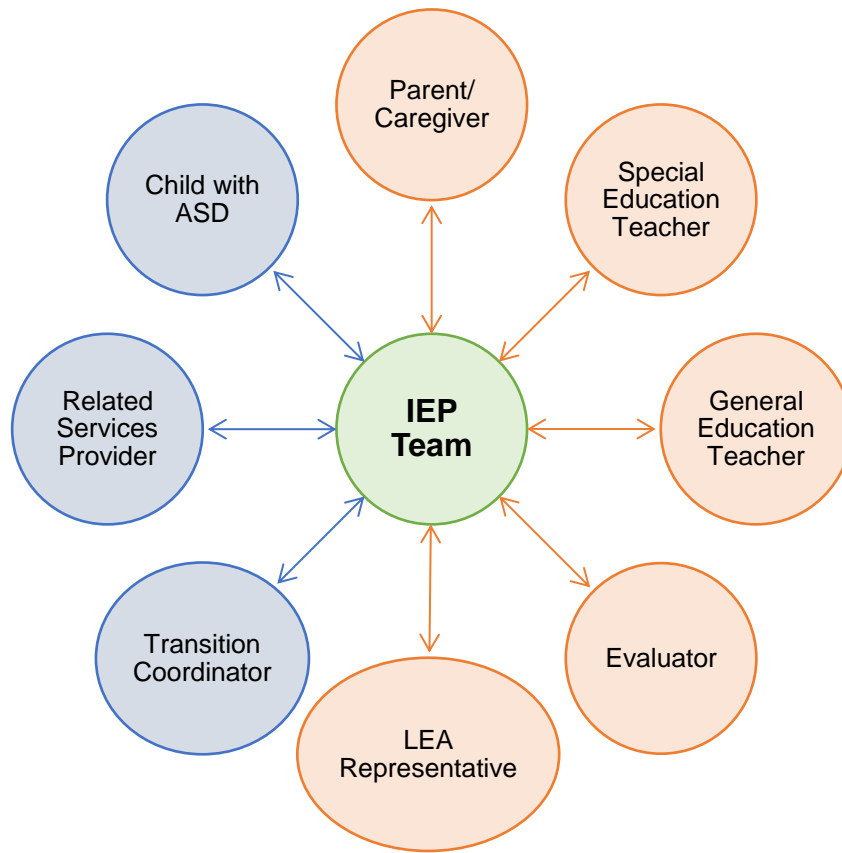 Parent/
Caregiver
Child with
ASD
Special
Education
Teacher
Related
Services
Provider
IEP
Team
General
Education
Teacher
Transition
Coordinator
Evaluator
LEA
Representative